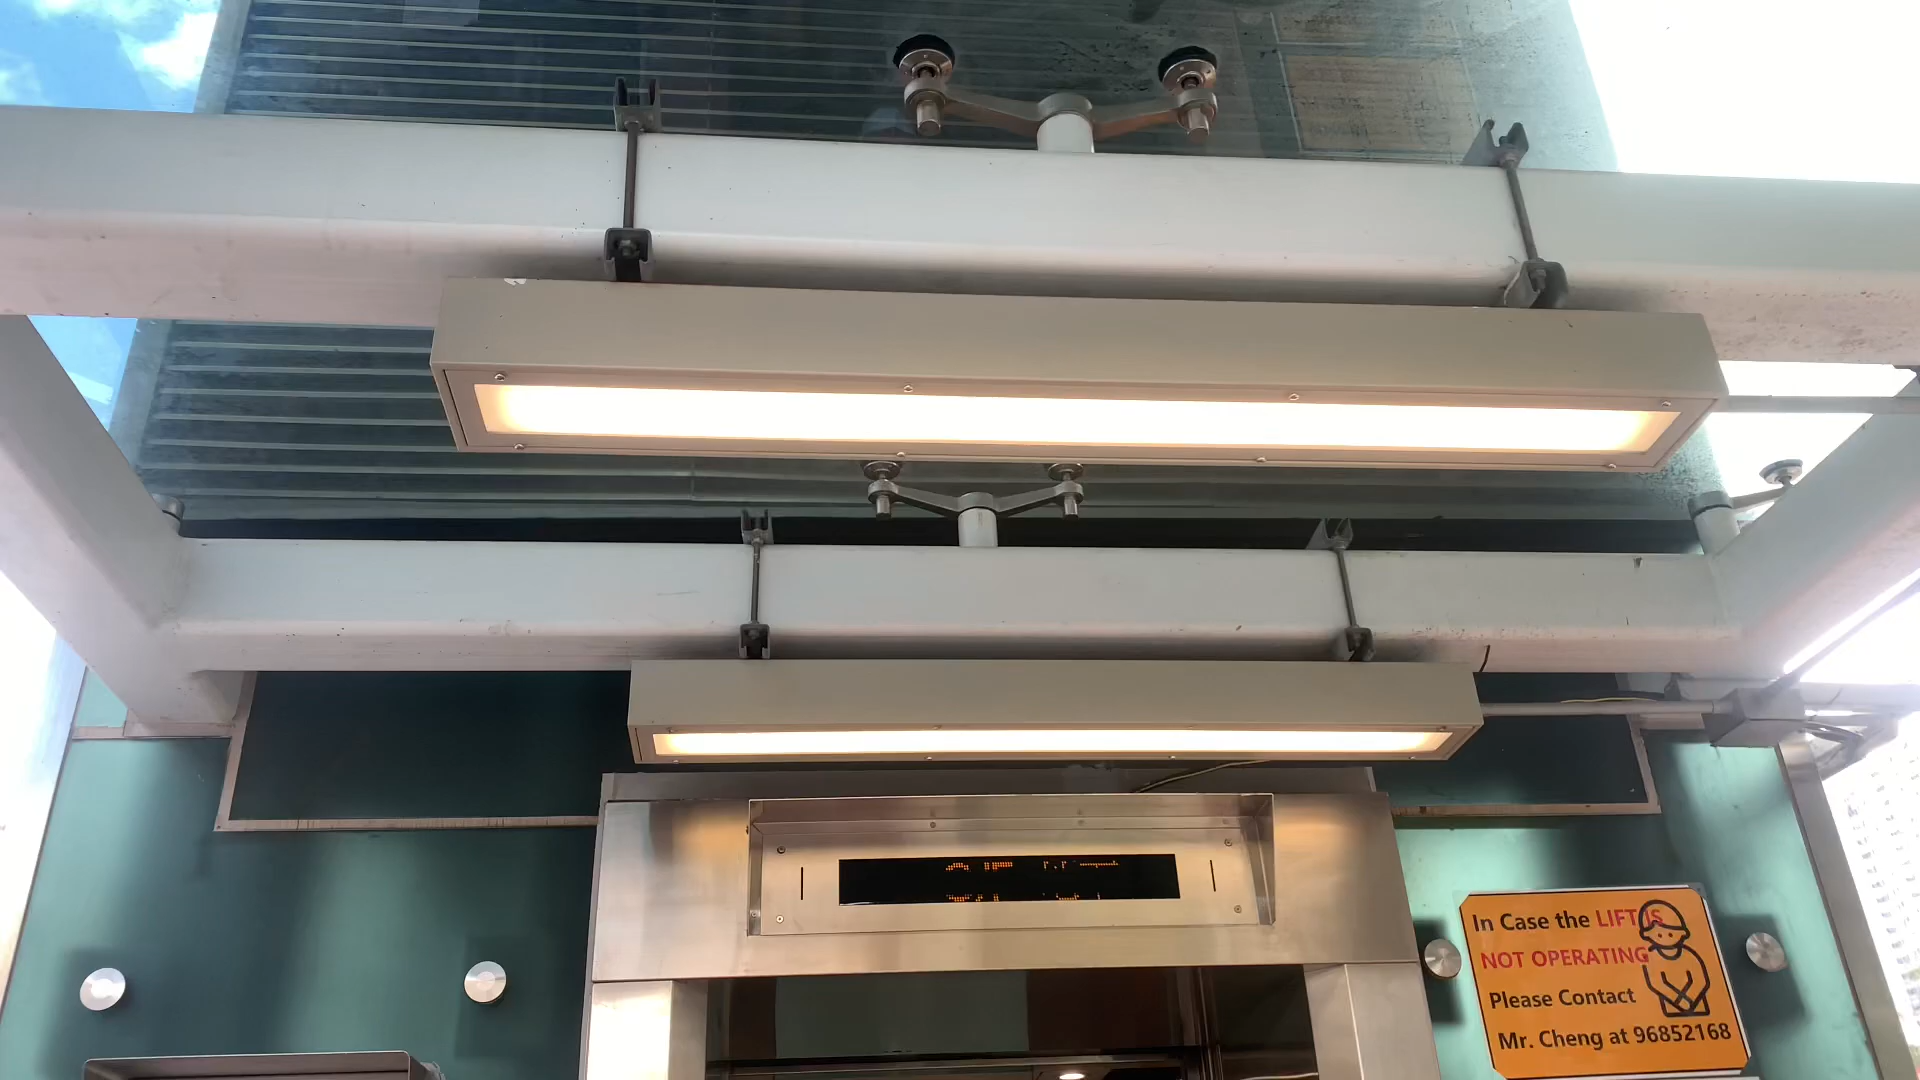 In Case the LIFT IS
NOT OPERATING
Please Contact
Mr. Cheng at 96852168